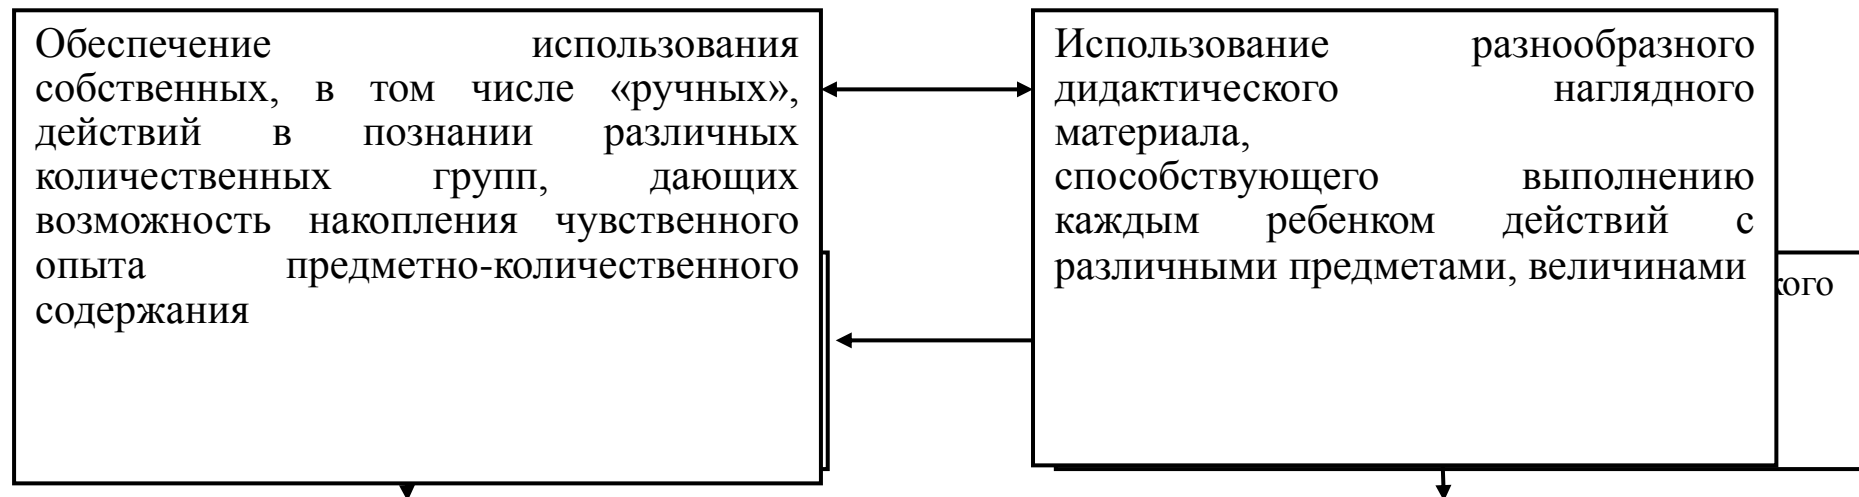 Обеспечение использования
собственных, в том числе «ручных»,
действий в познании различных
количественных групп, дающих
возможность накопления чувственного
опыта предметно-количественного
содержания
Использование разнообразного
дидактического наглядного
материала,
способствующего выполнению
каждым ребенком действий с
различными предметами, величинами